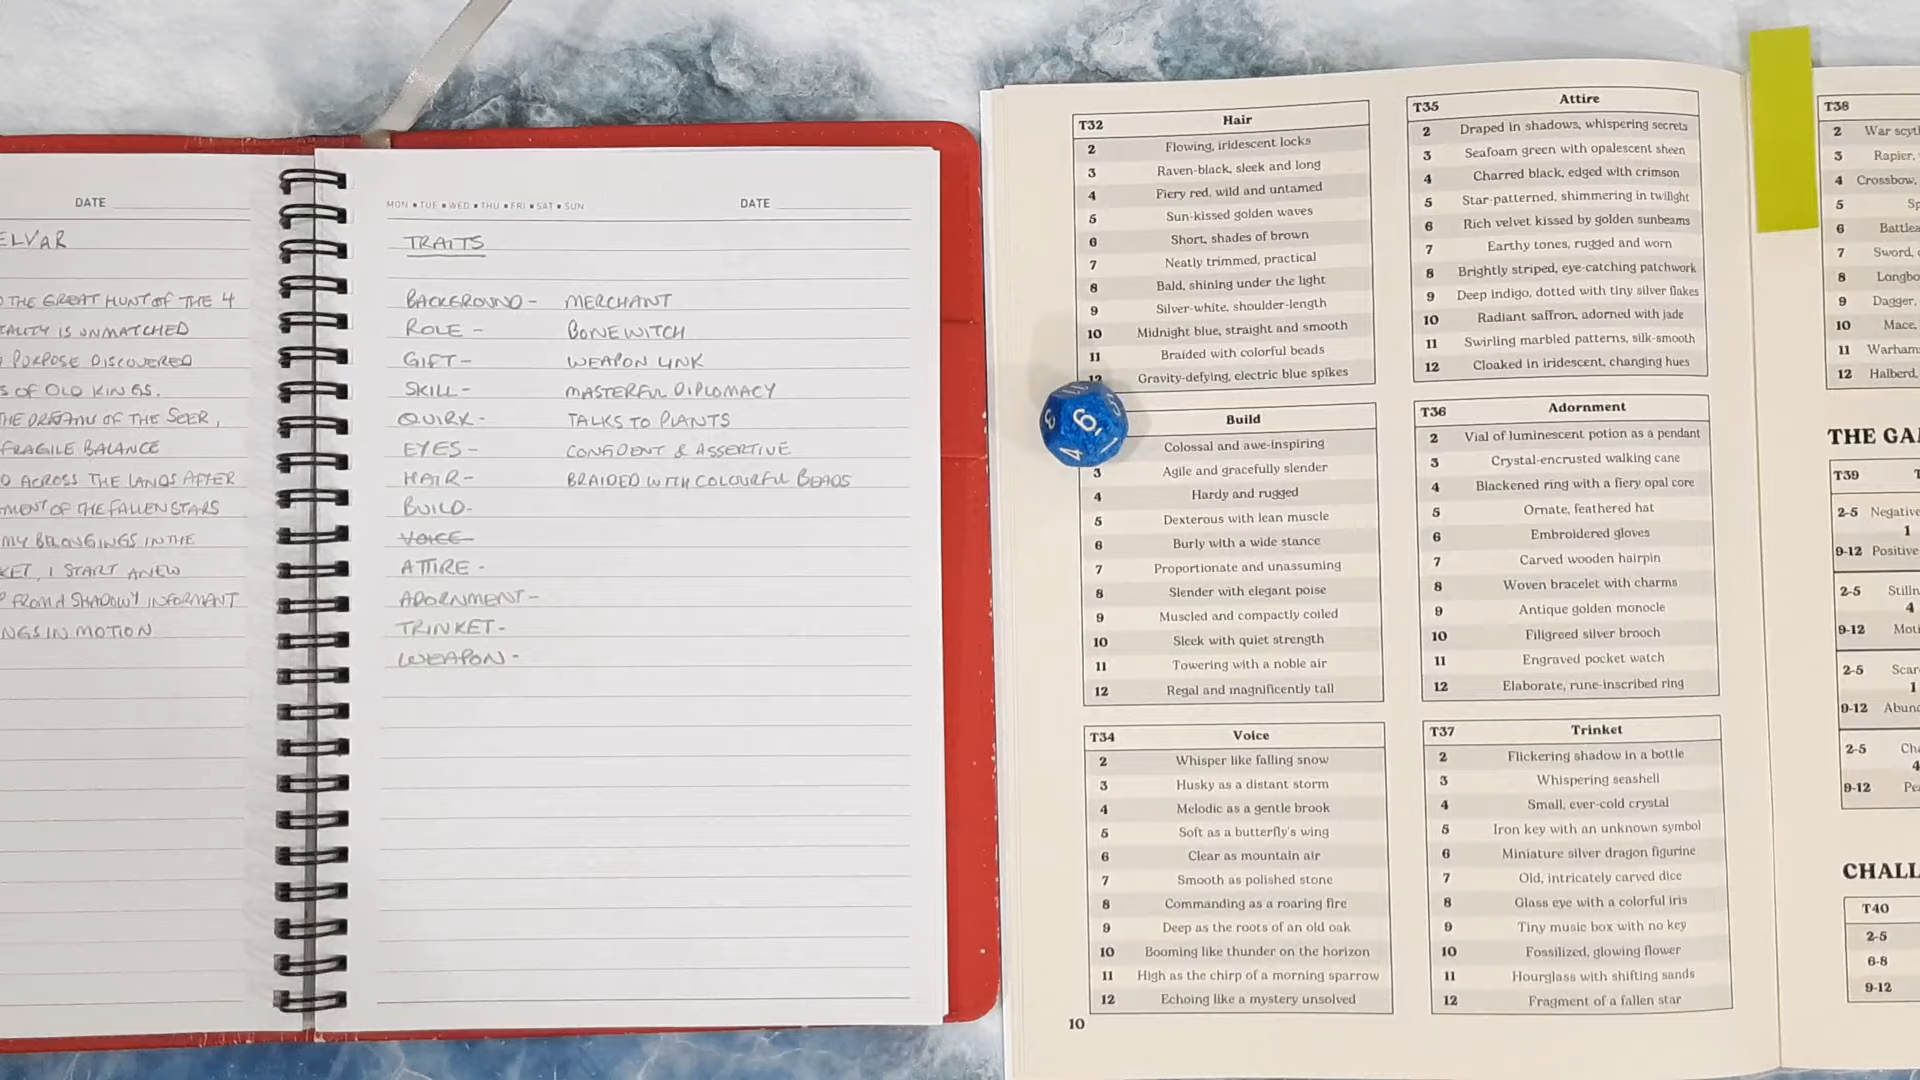 DATE
ELVAR
THE GREAT HUNT OF THE 4
IS UNMATCHED
PURPOSE DISCOVERED
S OF OLD KINGS.
THE DREAMS OF THE SEER,
FRAGILE BALANCE
ACROSS THE LANDS AFTER
OF THE FALLEN STARS
MY BELONGINGS IN THE
I START ANEW
FROM A SHADOWY INFORMANT
NGS IN MOTION
MON ■ TUE ■ WED ■ THU ■ FRI ■ SAT ■ SUN
DATE
TRAITS
BACKGROUND - MERCHANT
ROLE - BONE WITCH
GIFT - WEAPON LINK
SKILL - MASTERFUL DIPLOMACY
QUIRK - TALKS TO PLANTS
EYES - CONFIDENT & ASSERTIVE
HAIR - BRAIDED WITH COLOURFUL BEADS
BUILD-
VOICE
ATTIRE -
ADORNMENT -
TRINKET -
WEAPON -
T32 Hair
2 Flowing, iridescent locks
3 Raven-black, sleek and long
4 Fiery red, wild and untamed
5 Sun-kissed golden waves
6 Short, shades of brown
7 Neatly trimmed, practical
8 Bald, shining under the light
9 Silver-white, shoulder-length
10 Midnight blue, straight and smooth
11 Braided with colorful beads
12 Gravity-defying, electric blue spikes
Build
Colossal and awe-inspiring
3 Agile and gracefully slender
4 Hardy and rugged
5 Dexterous with lean muscle
6 Burly with a wide stance
7 Proportionate and unassuming
8 Slender with elegant poise
9 Muscled and compactly coiled
10 Sleek with quiet strength
11 Towering with a noble air
12 Regal and magnificently tall
T34 Voice
2 Whisper like falling snow
3 Husky as a distant storm
4 Melodic as a gentle brook
5 Soft as a butterfly's wing
6 Clear as mountain air
7 Smooth as polished stone
8 Commanding as a roaring fire
9 Deep as the roots of an old oak
10 Booming like thunder on the horizon
11 High as the chirp of a morning sparrow
12 Echoing like a mystery unsolved
10
T35 Attire
2 Draped in shadows, whispering secrets
3 Seafoam green with opalescent sheen
4 Charred black, edged with crimson
5 Star-patterned, shimmering in twilight
6 Rich velvet kissed by golden sunbeams
7 Earthy tones, rugged and worn
8 Brightly striped, eye-catching patchwork
9 Deep indigo, dotted with tiny silver flakes
10 Radiant saffron, adorned with jade
11 Swirling marbled patterns, silk-smooth
12 Cloaked in iridescent, changing hues
T36 Adornment
2 Vial of luminescent potion as a pendant
3 Crystal-encrusted walking cane
4 Blackened ring with a fiery opal core
5 Ornate, feathered hat
6 Embroidered gloves
7 Carved wooden hairpin
8 Woven bracelet with charms
9 Antique golden monocle
10 Filigreed silver brooch
11 Engraved pocket watch
12 Elaborate, rune-inscribed ring
T37 Trinket
2 Flickering shadow in a bottle
3 Whispering seashell
4 Small, ever-cold crystal
5 Iron key with an unknown symbol
6 Miniature silver dragon figurine
7 Old, intricately carved dice
8 Glass eye with a colorful iris
9 Tiny music box with no key
10 Fossilized, glowing flower
11 Hourglass with shifting sands
12 Fragment of a fallen star
T38
2 War scyt
3 Rapier,
4 Crossbow,
5 Sp
6 Battlea
7 Sword,
8 Longbo
9 Dagger,
10 Mace,
11 Warham
12 Halberd,
THE GA
T39
2-5 Negative
1
9-12 Positive
2-5 Stilln
4
9-12 Moti
2-5 Scar
1
9-12 Abund
2-5 Cha
4
9-12 Pe
CHALL
T40
2-5
6-8
9-12
3 9 4